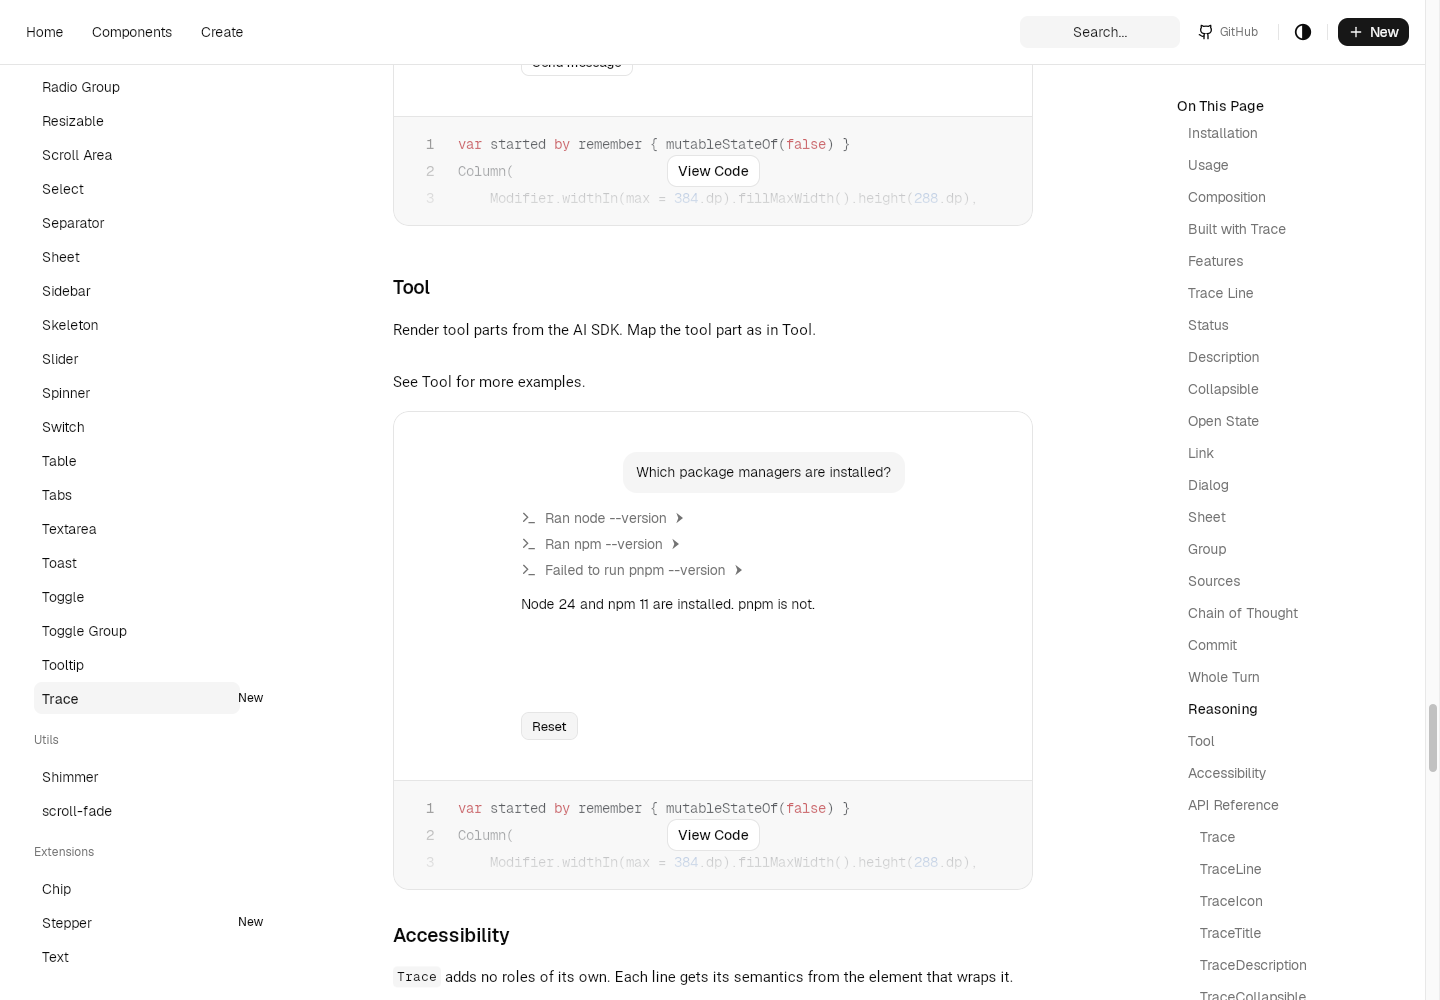 Home
Components
Create
Search...
GitHub
New
Radio Group
Resizable
Scroll Area
Select
Separator
Sheet
Sidebar
Skeleton
Slider
Spinner
Switch
Table
Tabs
Textarea
Toast
Toggle
Toggle Group
Tooltip
Trace New
Utils
Shimmer
scroll-fade
Extensions
Chip
Stepper New
Text
Send message
1 var started by remember { mutableStateOf(false) }
2 Column(
View Code
3 Modifier.widthIn(max = 384.dp).fillMaxWidth().height(288.dp),
Tool
Render tool parts from the AI SDK. Map the tool part as in Tool.
See Tool for more examples.
Which package managers are installed?
Ran node --version
Ran npm --version
Failed to run pnpm --version
Node 24 and npm 11 are installed. pnpm is not.
Reset
1 var started by remember { mutableStateOf(false) }
2 Column(
View Code
3 Modifier.widthIn(max = 384.dp).fillMaxWidth().height(288.dp),
Accessibility
Trace adds no roles of its own. Each line gets its semantics from the element that wraps it.
On This Page
Installation
Usage
Composition
Built with Trace
Features
Trace Line
Status
Description
Collapsible
Open State
Link
Dialog
Sheet
Group
Sources
Chain of Thought
Commit
Whole Turn
Reasoning
Tool
Accessibility
API Reference
Trace
TraceLine
TraceIcon
TraceTitle
TraceDescription
TraceCollapsible